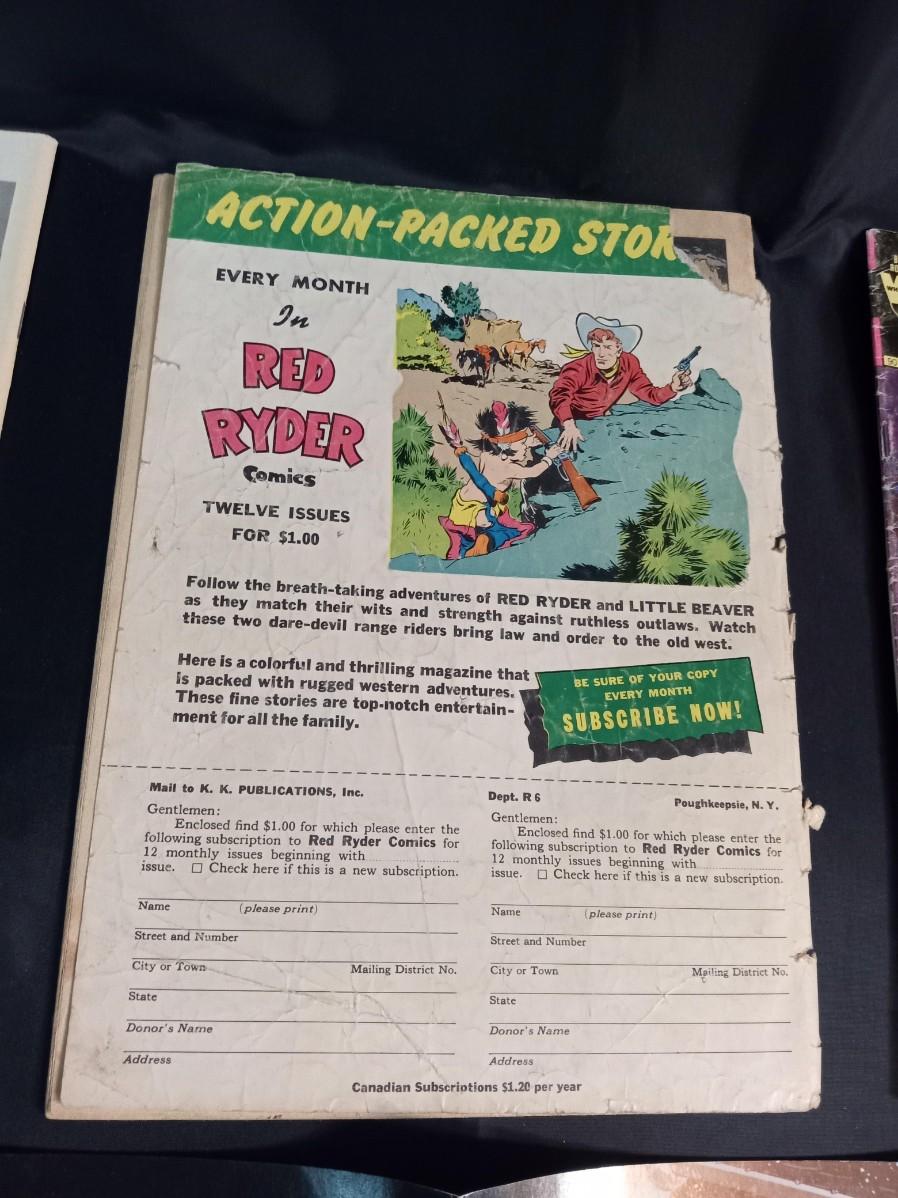 ACTION-PACKED STOR
EVERY MONTH
In
RED
RYDER
Comics
TWELVE ISSUES
FOR $1.00
Follow the breath-taking adventures of RED RYDER and LITTLE BEAVER
as they match their wits and strength against ruthless outlaws. Watch
these two dare-devil range riders bring law and order to the old west.
Here is a colorful and thrilling magazine that
is packed with rugged western adventures.
These fine stories are top-notch entertain-
ment for all the family.
BE SURE OF YOUR COPY
EVERY MONTH
SUBSCRIBE NOW!
Mail to K. K. PUBLICATIONS, Inc.
Dept. R 6
Poughkeepsie, N. Y.
Gentlemen:
Enclosed find $1.00 for which please enter the
following subscription to Red Ryder Comics for
12 monthly issues beginning with
issue. ☐ Check here if this is a new subscription.
Name (please print)
Street and Number
City or Town Mailing District No.
State
Donor's Name
Address
Gentlemen:
Enclosed find $1.00 for which please enter the
following subscription to Red Ryder Comics for
12 monthly issues beginning with
issue. ☐ Check here if this is a new subscription.
Name (please print)
Street and Number
City or Town Mailing District No.
State
Donor's Name
Address
Canadian Subscriptions $1.20 per year